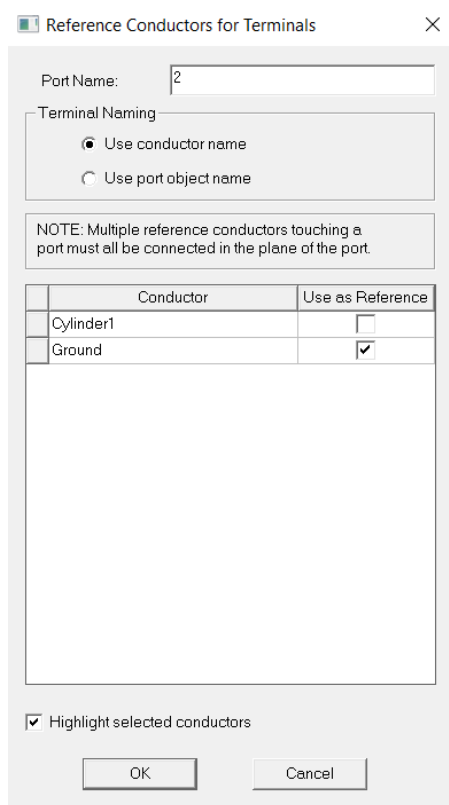 Reference Conductors for Terminals
Port Name: 2
Terminal Naming
Use conductor name
Use port object name
NOTE: Multiple reference conductors touching a
port must all be connected in the plane of the port.
Conductor Use as Reference
Cylinder1
Ground
Highlight selected conductors
OK Cancel